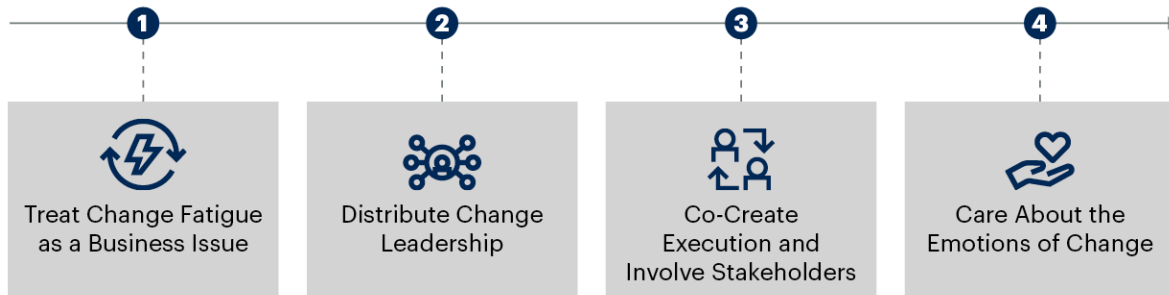 1
2
3
4
Treat Change Fatigue
as a Business Issue
Distribute Change
Leadership
Co-Create
Execution and
Involve Stakeholders
Care About the
Emotions of Change